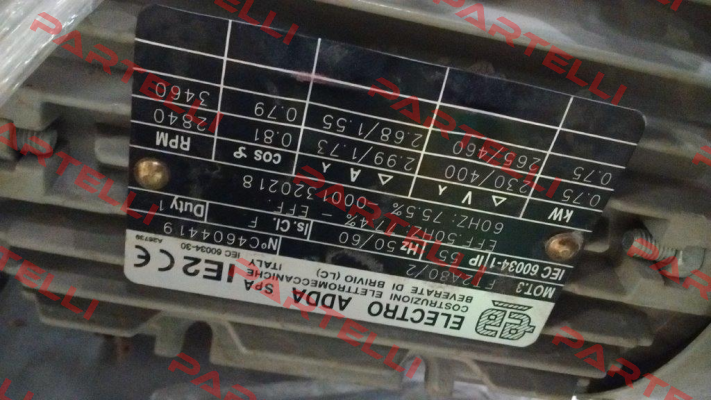 ELECTRO ADDA SPA
COSTRUZIONI ELETTROMECCANICHE
BEVERATE DI BRIVIO (LC) ITALY
IE2 CE
IEC 60034-30
MOT.3 FT2A80/2 N°C4604419
IEC 60034-1 IP 55 Hz 50/60 Is.Cl. F Duty 1
EFF.50HZ: 77.4% - EFF.
60HZ: 75.5% -0001320218
kW Δ V Y Δ A Y cos φ RPM
0.75 230/400 2.99/1.73 0.81 2840
0.75 265/460 2.68/1.55 0.79 3460
PARTELLI
PARTELLI
PARTELLI
PARTELLI
PARTELLI
PARTELLI
PARTELLI